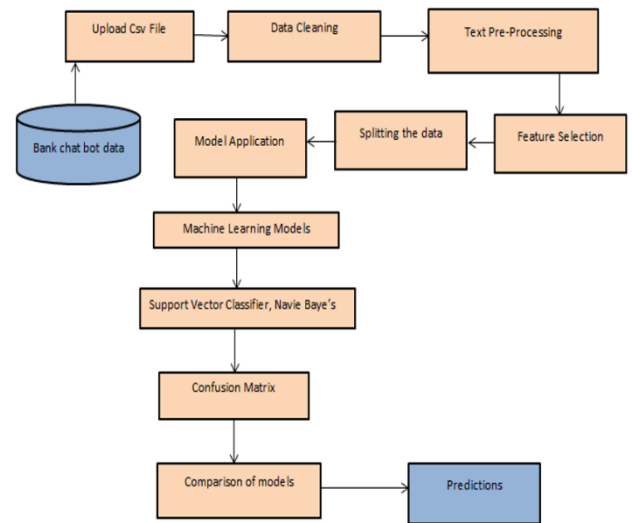 Upload Csv File
Data Cleaning
Text Pre-Processing
Bank chat bot data
Model Application
Splitting the data
Feature Selection
Machine Learning Models
Support Vector Classifier, Navie Baye's
Confusion Matrix
Comparison of models
Predictions